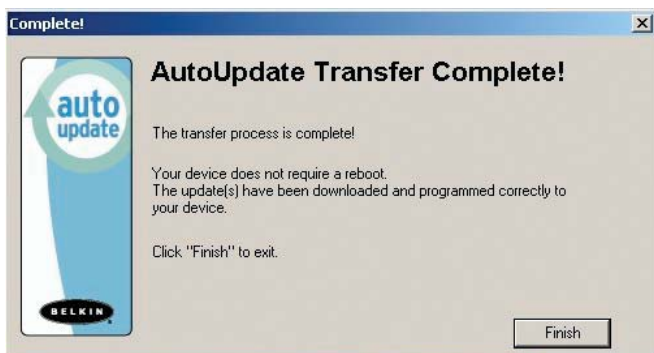 Complete!
AutoUpdate Transfer Complete!
auto
update
The transfer process is complete!
Your device does not require a reboot.
The update(s) have been downloaded and programmed correctly to
your device.
Click "Finish" to exit.
BELKIN
Finish